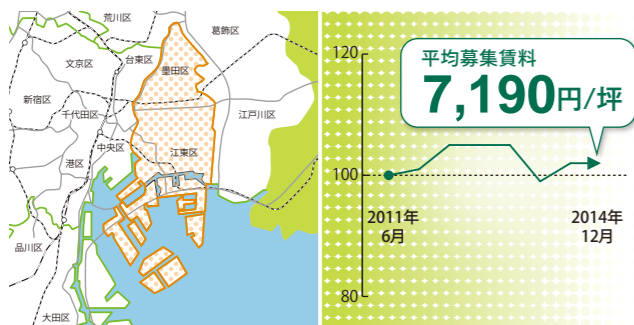 荒川区
葛飾区
台東区
文京区
墨田区
新宿区
千代田区
江戸川区
中央区
江東区
港区
品川区
大田区
120
平均募集賃料
7,190円/坪
100
2011年
6月
2014年
12月
80